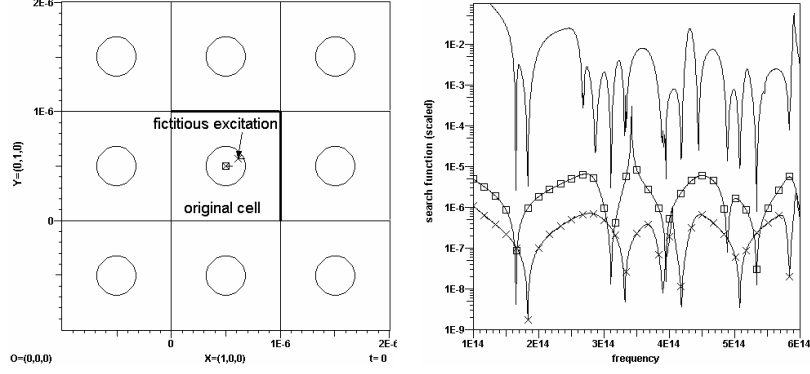 2E-6
1E-6
0
Y=(0,1,0)
fictitious excitation
original cell
0
1E-6
2E-6
O=(0,0,0)
X=(1,0,0)
t= 0
search function (scaled)
1E-2
1E-3
1E-4
1E-5
1E-6
1E-7
1E-8
1E-9
1E14
2E14
3E14
4E14
5E14
6E14
frequency